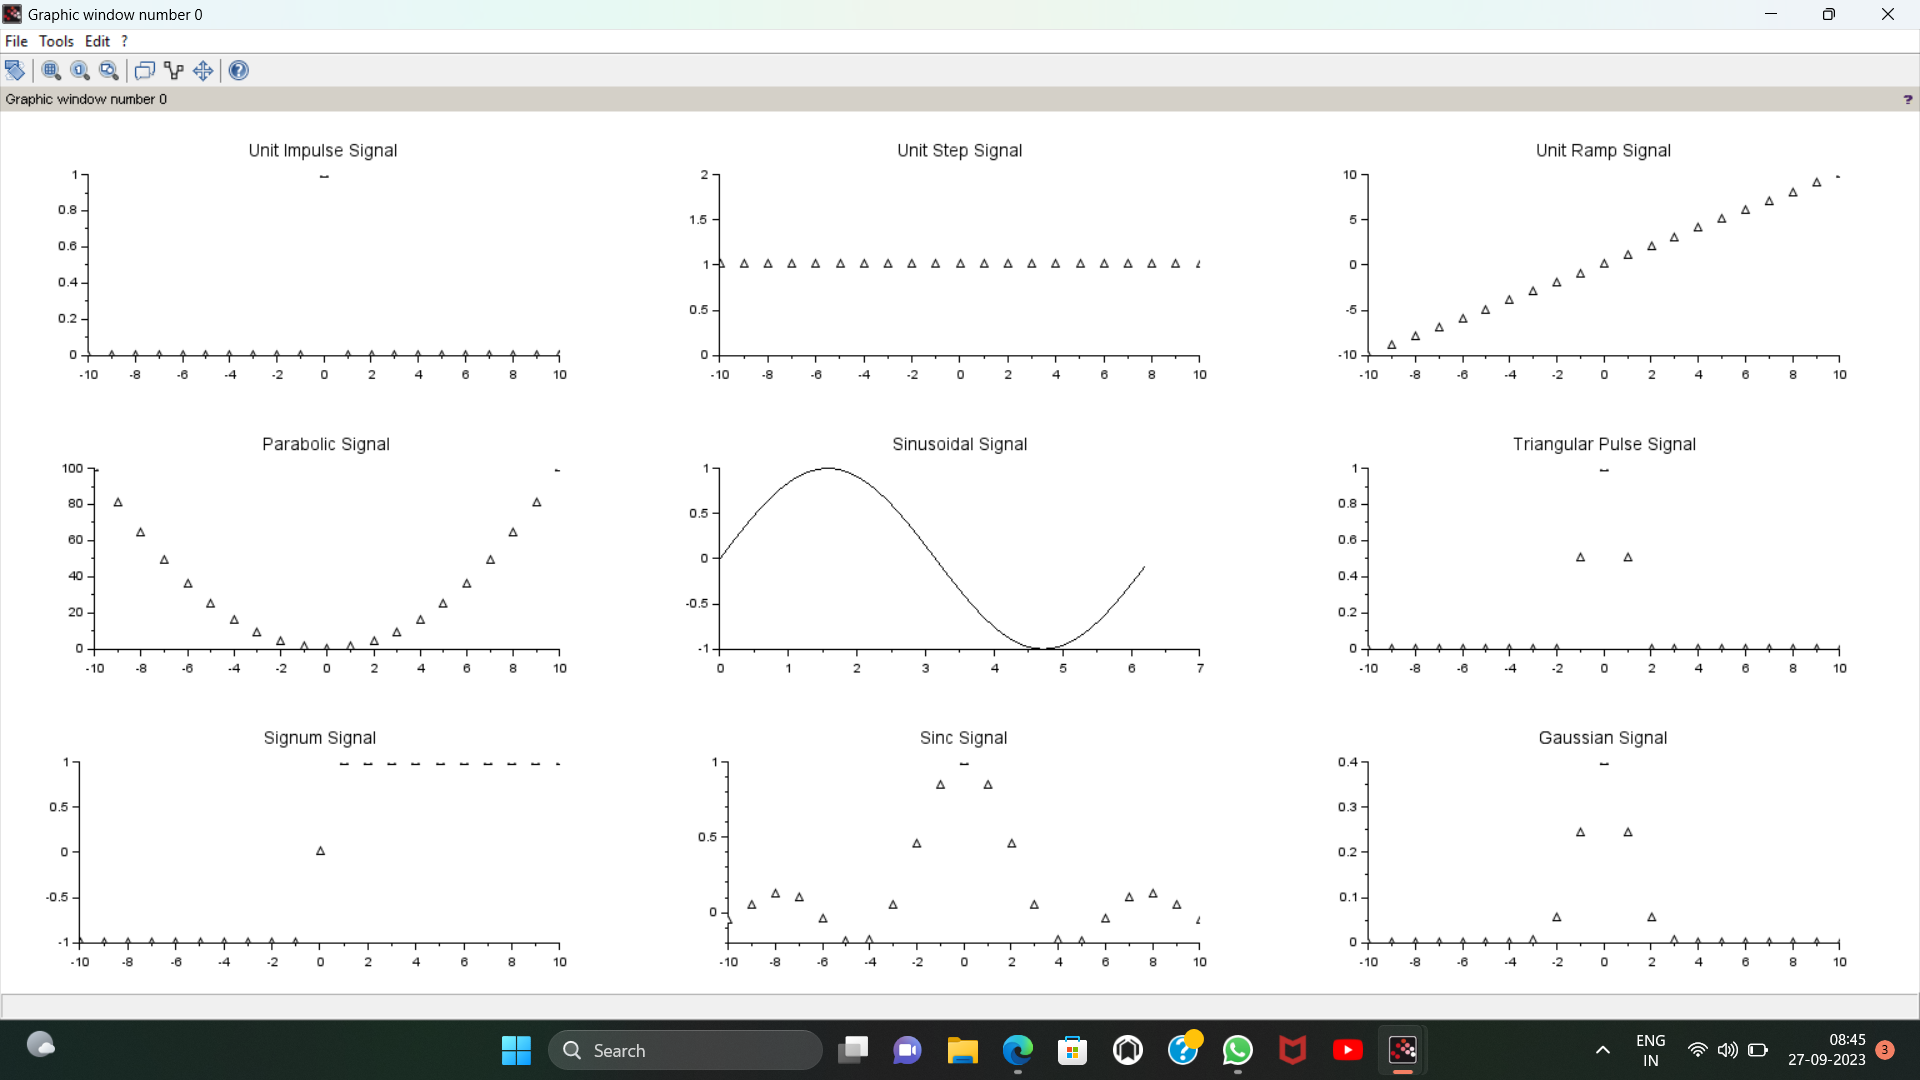 Graphic window number 0
File Tools Edit ?
Graphic window number 0 ?
Unit Impulse Signal
1
0.8
0.6
0.4
0.2
0
-10 -8 -6 -4 -2 0 2 4 6 8 10
Unit Step Signal
2
1.5
1
0.5
0
-10 -8 -6 -4 -2 0 2 4 6 8 10
Unit Ramp Signal
10
5
0
-5
-10
-10 -8 -6 -4 -2 0 2 4 6 8 10
Parabolic Signal
100
80
60
40
20
0
-10 -8 -6 -4 -2 0 2 4 6 8 10
Sinusoidal Signal
1
0.5
0
-0.5
-1
0 1 2 3 4 5 6 7
Triangular Pulse Signal
1
0.8
0.6
0.4
0.2
0
-10 -8 -6 -4 -2 0 2 4 6 8 10
Signum Signal
1
0.5
0
-0.5
-1
-10 -8 -6 -4 -2 0 2 4 6 8 10
Sinc Signal
1
0.5
0
-10 -8 -6 -4 -2 0 2 4 6 8 10
Gaussian Signal
0.4
0.3
0.2
0.1
0
-10 -8 -6 -4 -2 0 2 4 6 8 10
Search
ENG
IN
08:45
27-09-2023
3